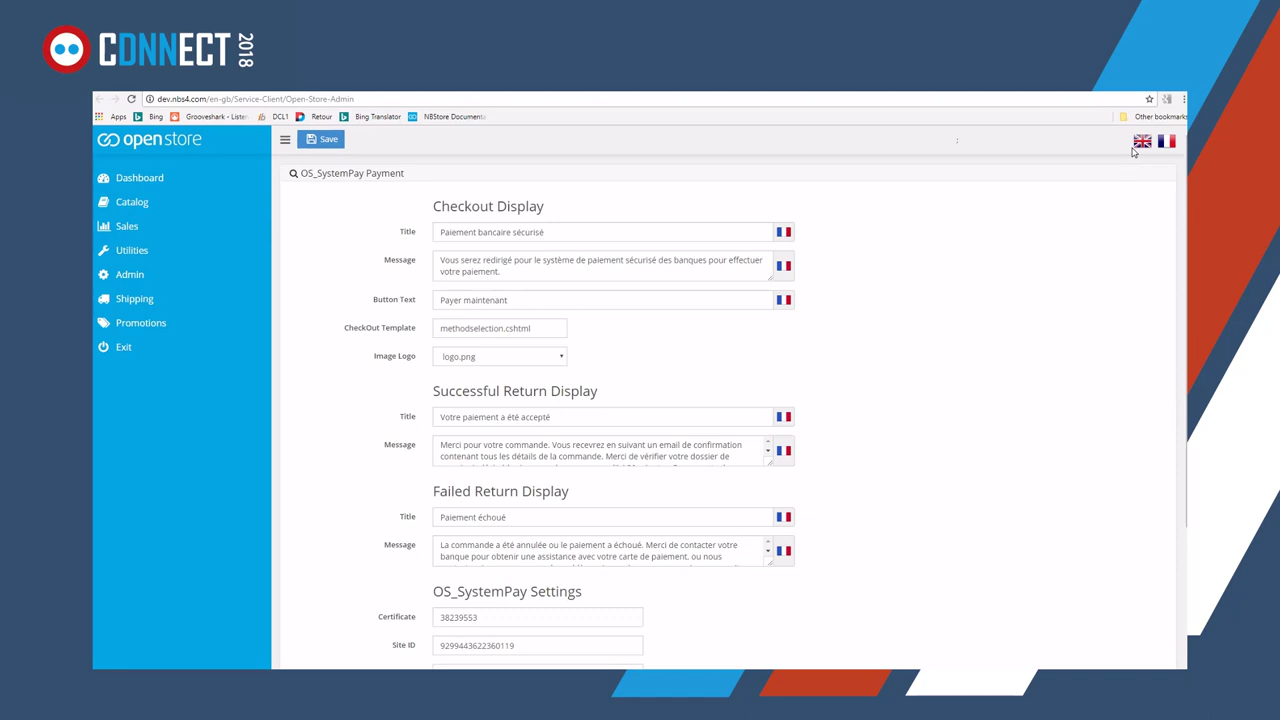 CDNNECT 2018
dev.nbs4.com/en-gb/Service-Client/Open-Store-Admin
Apps Bing Grooveshark - Listen DCL1 Retour Bing Translator NBStore Documenta Other bookmarks
openstore Save
OS_SystemPay Payment
Dashboard
Catalog
Sales
Utilities
Admin
Shipping
Promotions
Exit
Checkout Display
Title Paiement bancaire sécurisé
Message Vous serez redirigé pour le système de paiement sécurisé des banques pour effectuer
votre paiement.
Button Text Payer maintenant
CheckOut Template methodselection.cshtml
Image Logo logo.png
Successful Return Display
Title Votre paiement a été accepté
Message Merci pour votre commande. Vous recevrez en suivant un email de confirmation
contenant tous les détails de la commande. Merci de vérifier votre dossier de
Failed Return Display
Title Paiement échoué
Message La commande a été annulée ou le paiement a échoué. Merci de contacter votre
banque pour obtenir une assistance avec votre carte de paiement, ou nous
OS_SystemPay Settings
Certificate 38239553
Site ID 9299443622360119